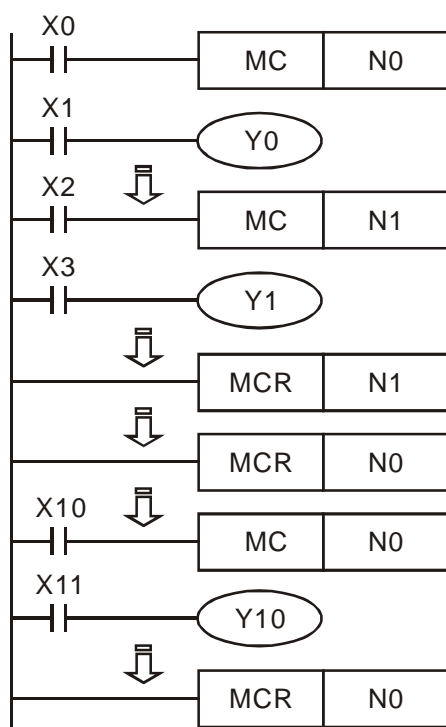 X0
MC N0
X1
Y0
X2
MC N1
X3
Y1
MCR N1
MCR N0
X10
MC N0
X11
Y10
MCR N0